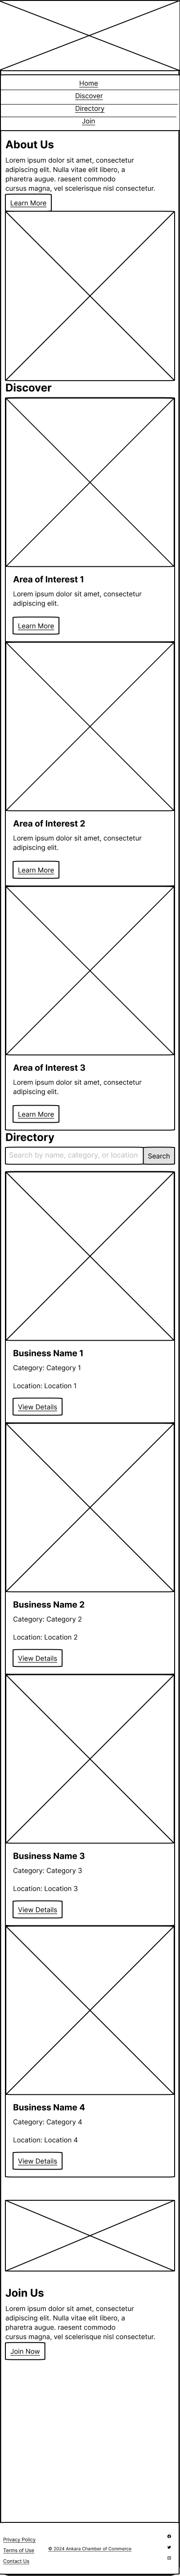 Home
Discover
Directory
Join
About Us
Lorem ipsum dolor sit amet, consectetur
adipiscing elit. Nulla vitae elit libero, a
pharetra augue. raesent commodo
cursus magna, vel scelerisque nisl consectetur.
Learn More
Discover
Area of Interest 1
Lorem ipsum dolor sit amet, consectetur
adipiscing elit.
Learn More
Area of Interest 2
Lorem ipsum dolor sit amet, consectetur
adipiscing elit.
Learn More
Area of Interest 3
Lorem ipsum dolor sit amet, consectetur
adipiscing elit.
Learn More
Directory
Search by name, category, or location Search
Business Name 1
Category: Category 1
Location: Location 1
View Details
Business Name 2
Category: Category 2
Location: Location 2
View Details
Business Name 3
Category: Category 3
Location: Location 3
View Details
Business Name 4
Category: Category 4
Location: Location 4
View Details
Join Us
Lorem ipsum dolor sit amet, consectetur
adipiscing elit. Nulla vitae elit libero, a
pharetra augue. raesent commodo
cursus magna, vel scelerisque nisl consectetur.
Join Now
Privacy Policy
Terms of Use
Contact Us
© 2024 Ankara Chamber of Commerce